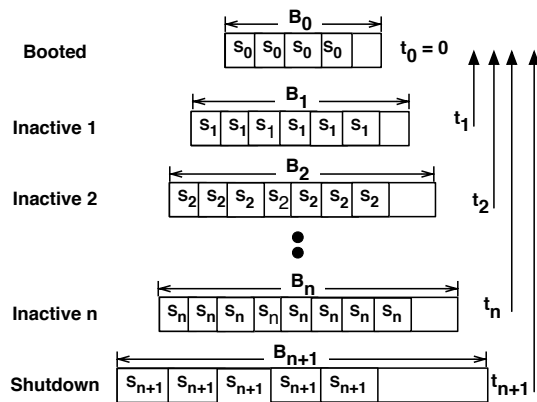 B0
Booted S0 S0 S0 S0 t0 = 0
B1
Inactive 1 S1 S1 S1 S1 S1 S1 t1
B2
Inactive 2 S2 S2 S2 S2 S2 S2 S2 t2
Bn
Inactive n Sn Sn Sn Sn Sn Sn Sn Sn tn
Bn+1
Shutdown Sn+1 Sn+1 Sn+1 Sn+1 Sn+1 tn+1